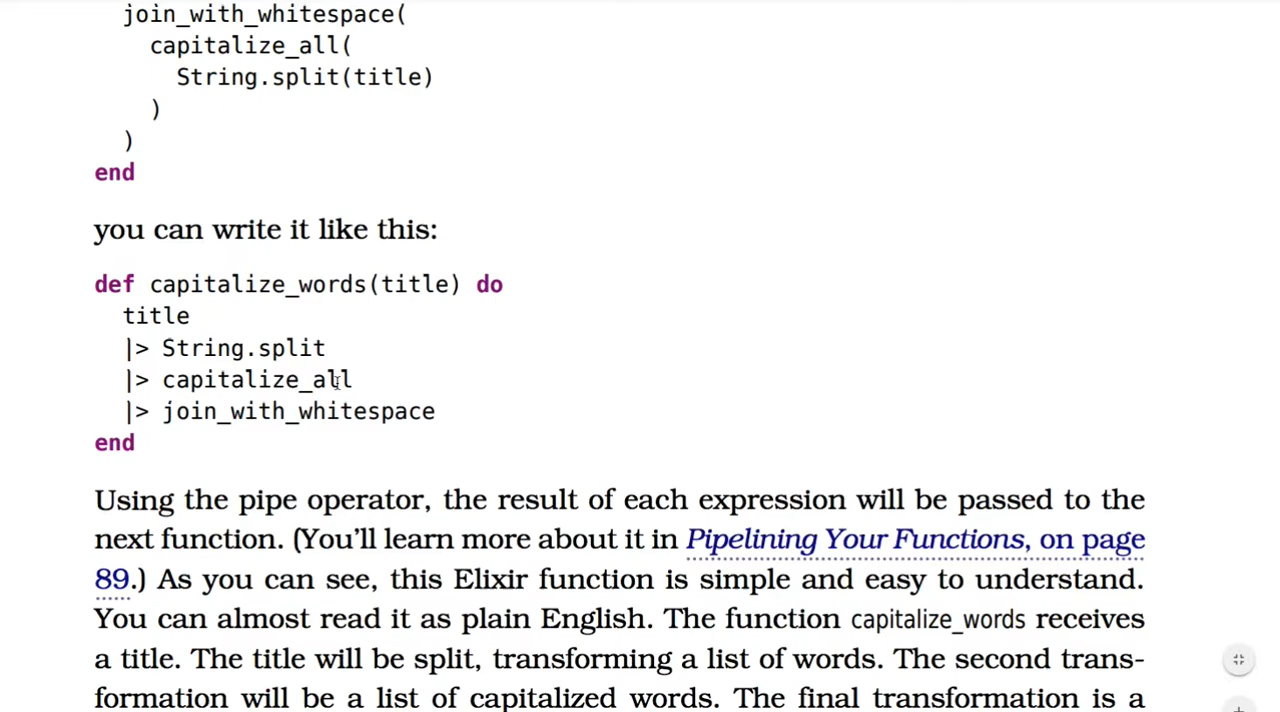 join_with_whitespace(
capitalize_all(
String.split(title)
)
)
end
you can write it like this:
def capitalize_words(title) do
title
|> String.split
|> capitalize_all
|> join_with_whitespace
end
Using the pipe operator, the result of each expression will be passed to the
next function. (You'll learn more about it in Pipelining Your Functions, on page
89.) As you can see, this Elixir function is simple and easy to understand.
You can almost read it as plain English. The function capitalize_words receives
a title. The title will be split, transforming a list of words. The second trans-
formation will be a list of capitalized words. The final transformation is a